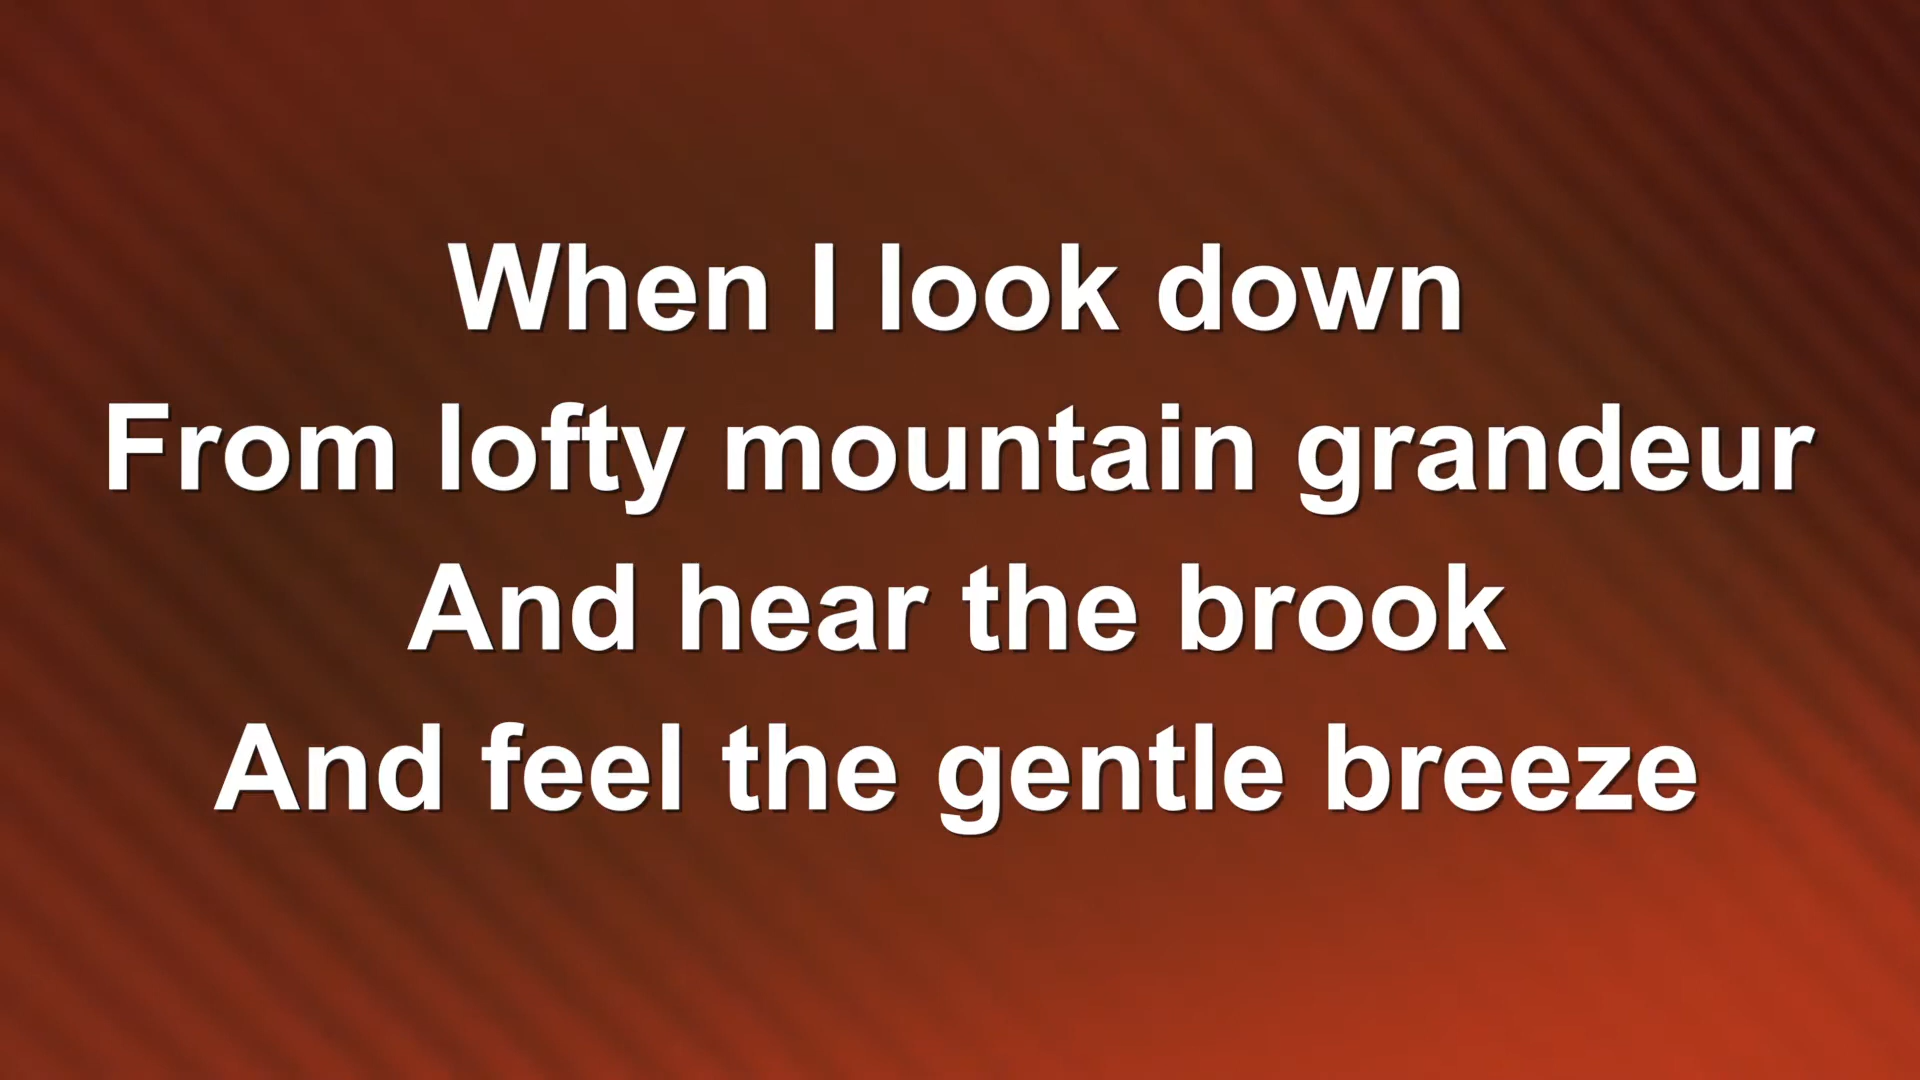 When I look down
From lofty mountain grandeur
And hear the brook
And feel the gentle breeze